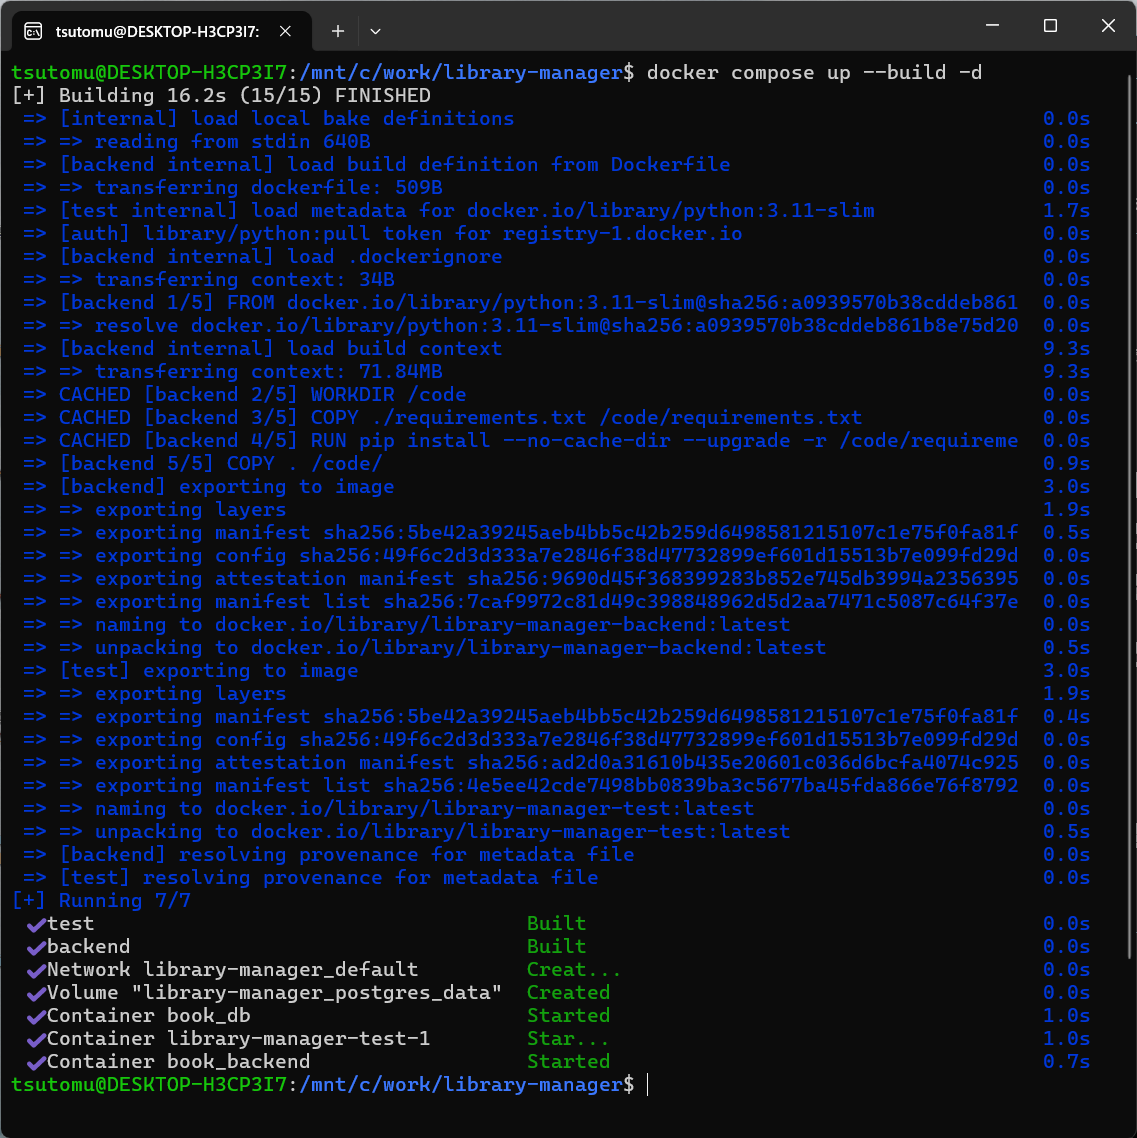 tsutomu@DESKTOP-H3CP3I7:
tsutomu@DESKTOP-H3CP3I7:/mnt/c/work/library-manager$ docker compose up --build -d
[+] Building 16.2s (15/15) FINISHED
=> [internal] load local bake definitions 0.0s
=> => reading from stdin 640B 0.0s
=> [backend internal] load build definition from Dockerfile 0.0s
=> => transferring dockerfile: 509B 0.0s
=> [test internal] load metadata for docker.io/library/python:3.11-slim 1.7s
=> [auth] library/python:pull token for registry-1.docker.io 0.0s
=> [backend internal] load .dockerignore 0.0s
=> => transferring context: 34B 0.0s
=> [backend 1/5] FROM docker.io/library/python:3.11-slim@sha256:a0939570b38cddeb861 0.0s
=> => resolve docker.io/library/python:3.11-slim@sha256:a0939570b38cddeb861b8e75d20 0.0s
=> [backend internal] load build context 9.3s
=> => transferring context: 71.84MB 9.3s
=> CACHED [backend 2/5] WORKDIR /code 0.0s
=> CACHED [backend 3/5] COPY ./requirements.txt /code/requirements.txt 0.0s
=> CACHED [backend 4/5] RUN pip install --no-cache-dir --upgrade -r /code/requireme 0.0s
=> [backend 5/5] COPY . /code/ 0.9s
=> [backend] exporting to image 3.0s
=> => exporting layers 1.9s
=> => exporting manifest sha256:5be42a39245aeb4bb5c42b259d6498581215107c1e75f0fa81f 0.5s
=> => exporting config sha256:49f6c2d3d333a7e2846f38d47732899ef601d15513b7e099fd29d 0.0s
=> => exporting attestation manifest sha256:9690d45f368399283b852e745db3994a2356395 0.0s
=> => exporting manifest list sha256:7caf9972c81d49c398848962d5d2aa7471c5087c64f37e 0.0s
=> => naming to docker.io/library/library-manager-backend:latest 0.0s
=> => unpacking to docker.io/library/library-manager-backend:latest 0.5s
=> [test] exporting to image 3.0s
=> => exporting layers 1.9s
=> => exporting manifest sha256:5be42a39245aeb4bb5c42b259d6498581215107c1e75f0fa81f 0.4s
=> => exporting config sha256:49f6c2d3d333a7e2846f38d47732899ef601d15513b7e099fd29d 0.0s
=> => exporting attestation manifest sha256:ad2d0a31610b435e20601c036d6bcfa4074c925 0.0s
=> => exporting manifest list sha256:4e5ee42cde7498bb0839ba3c5677ba45fda866e76f8792 0.0s
=> => naming to docker.io/library/library-manager-test:latest 0.0s
=> => unpacking to docker.io/library/library-manager-test:latest 0.5s
=> [backend] resolving provenance for metadata file 0.0s
=> [test] resolving provenance for metadata file 0.0s
[+] Running 7/7
✔test Built 0.0s
✔backend Built 0.0s
✔Network library-manager_default Creat... 0.0s
✔Volume "library-manager_postgres_data" Created 0.0s
✔Container book_db Started 1.0s
✔Container library-manager-test-1 Star... 1.0s
✔Container book_backend Started 0.7s
tsutomu@DESKTOP-H3CP3I7:/mnt/c/work/library-manager$